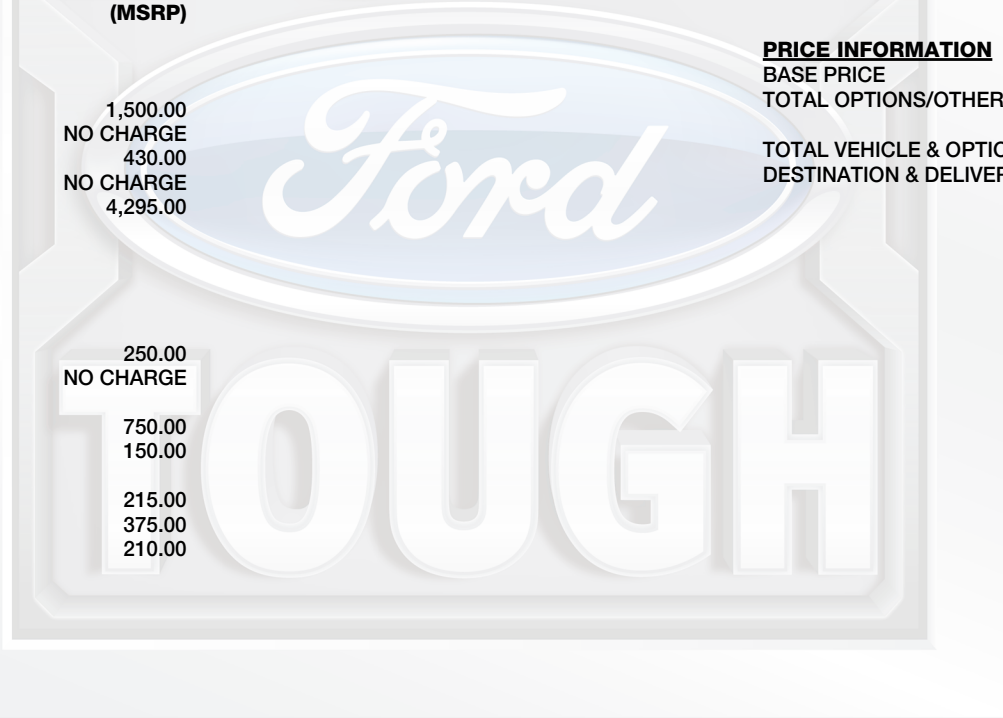 (MSRP)
1,500.00
NO CHARGE
430.00
NO CHARGE
4,295.00
250.00
NO CHARGE
750.00
150.00
215.00
375.00
210.00
PRICE INFORMATION
BASE PRICE
TOTAL OPTIONS/OTHER
TOTAL VEHICLE & OPTIO
DESTINATION & DELIVER
Ford
TOUGH